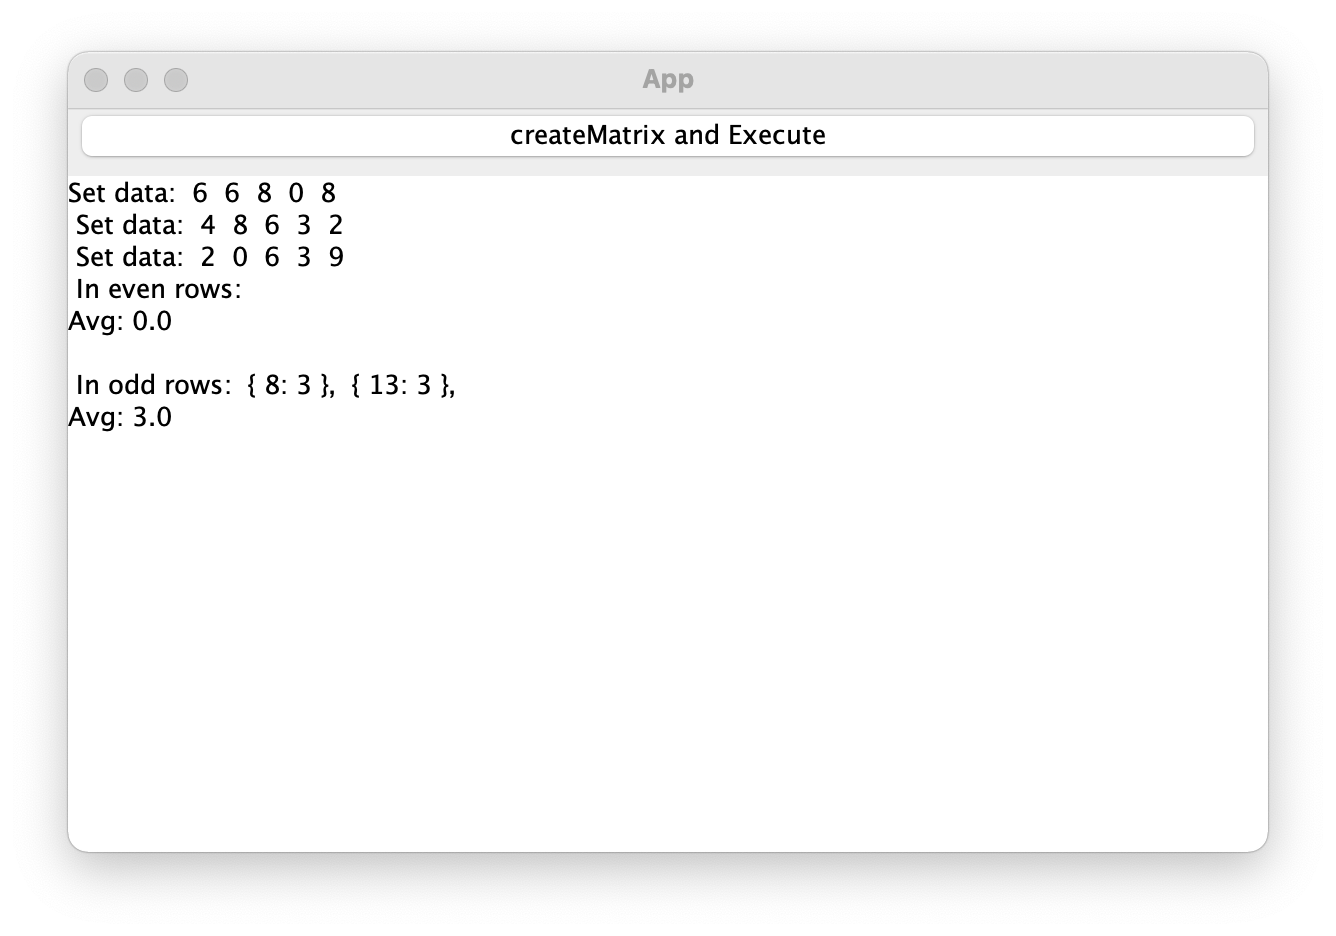 App
createMatrix and Execute
Set data:  6  6  8  0  8
Set data:  4  8  6  3  2
Set data:  2  0  6  3  9
In even rows:
Avg: 0.0
In odd rows:  { 8: 3 },  { 13: 3 },
Avg: 3.0